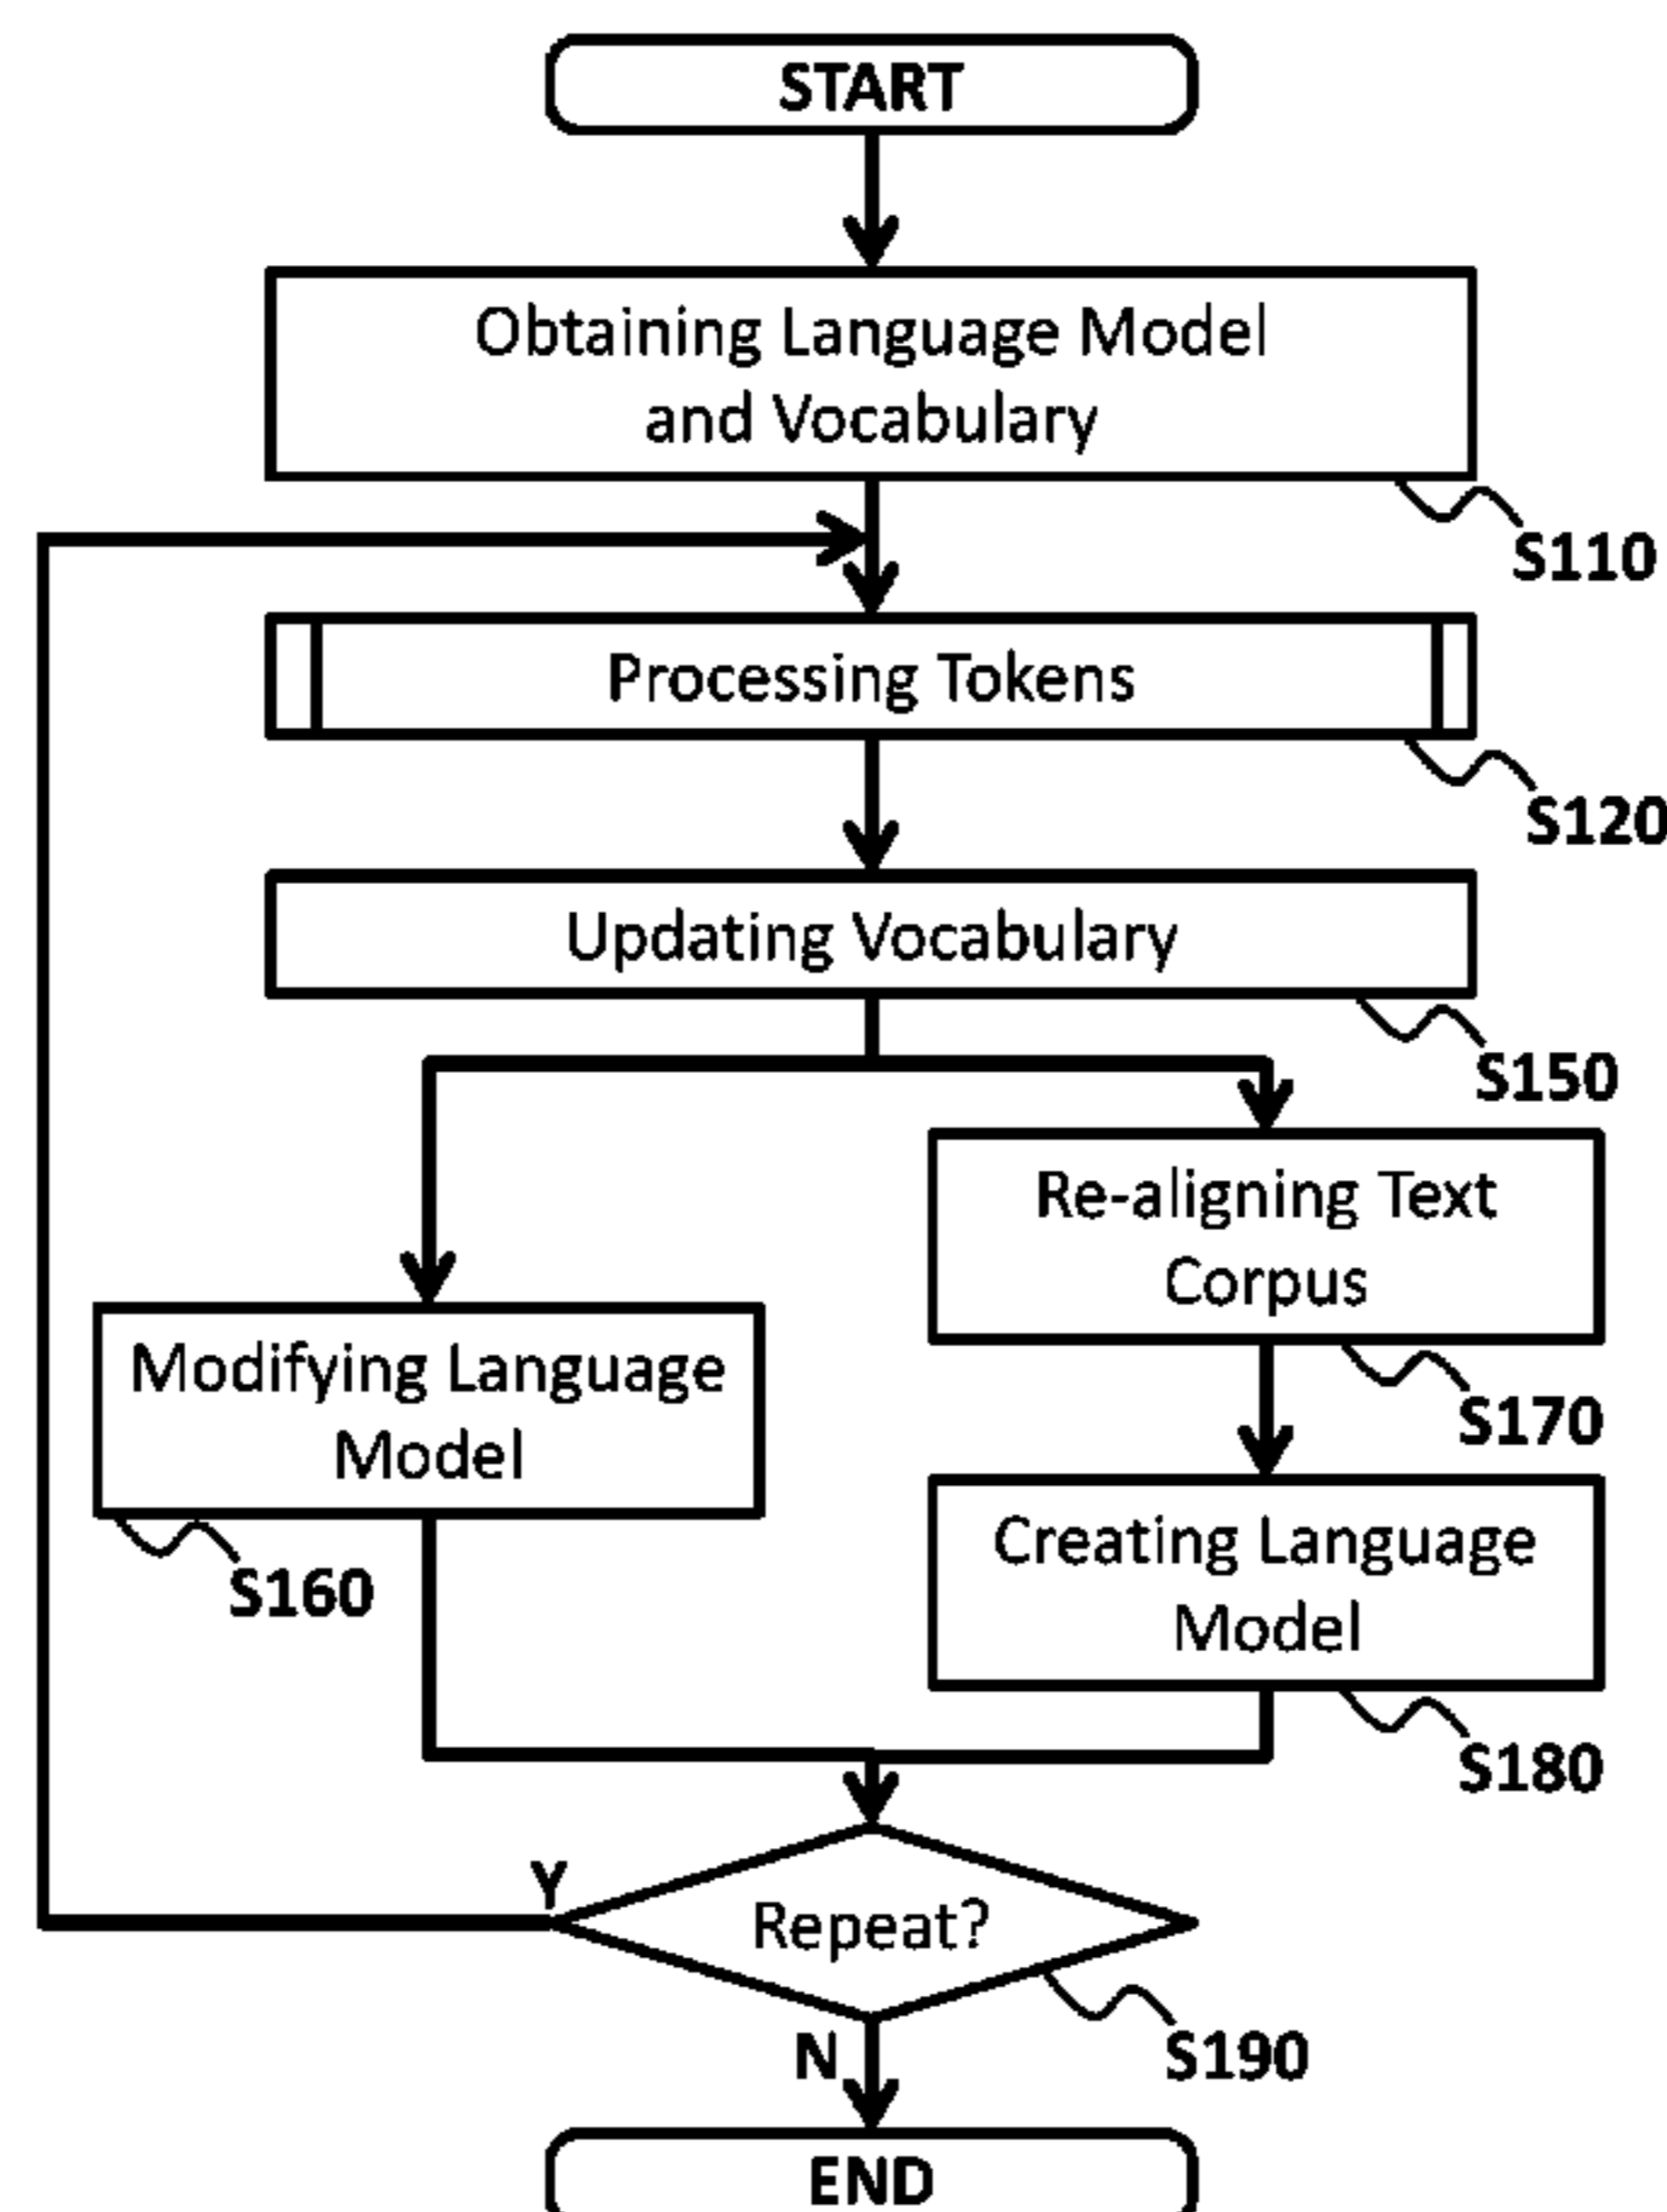 START
Obtaining Language Model
and Vocabulary
S110
Processing Tokens
S120
Updating Vocabulary
S150
Re-aligning Text
Corpus
S170
Modifying Language
Model
S160
Creating Language
Model
S180
Y
Repeat?
N
S190
END